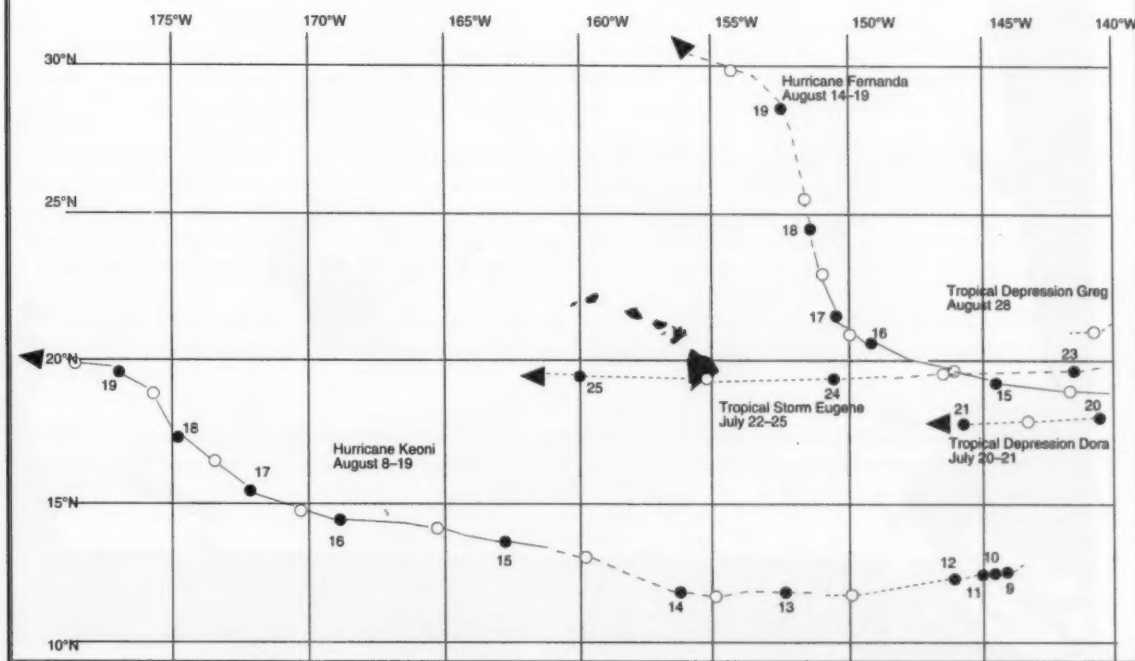 175°W 170°W 165°W 160°W 155°W 150°W 145°W 140°W
30°N
Hurricane Fernanda
August 14–19
19
25°N
18
Tropical Depression Greg
August 28
17
16
20°N
23
19
25
24
15
Tropical Storm Eugene
July 22–25
21
20
18
Tropical Depression Dora
July 20–21
Hurricane Keoni
August 8–19
17
15°N
16
15
12
10
11
9
14
13
10°N